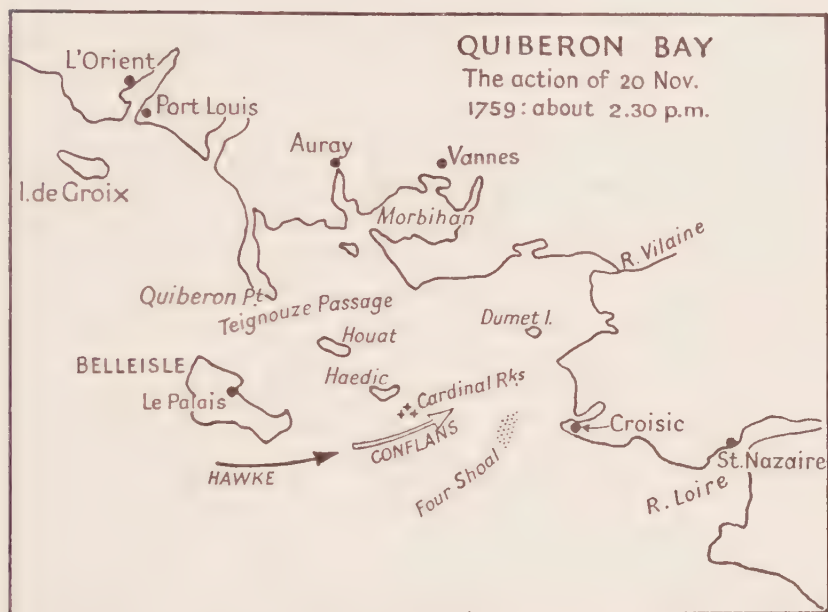 QUIBERON BAY
The action of 20 Nov.
1759: about 2.30 p.m.
L'Orient
Port Louis
I. de Groix
Auray
Vannes
Morbihan
R. Vilaine
Quiberon Pt.
Teignouze Passage
Houat
Dumet I.
BELLEISLE
Le Palais
Haedic
Cardinal Rks
CONFLANS
HAWKE
Four Shoal
Croisic
St. Nazaire
R. Loire